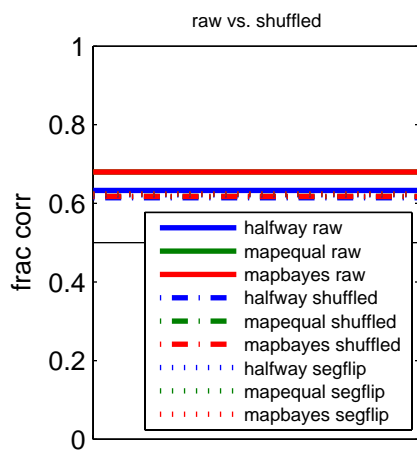 raw vs. shuffled
1
0.8
0.6
0.4
0.2
0
frac corr
halfway raw
mapequal raw
mapbayes raw
halfway shuffled
mapequal shuffled
mapbayes shuffled
halfway segflip
mapequal segflip
mapbayes segflip